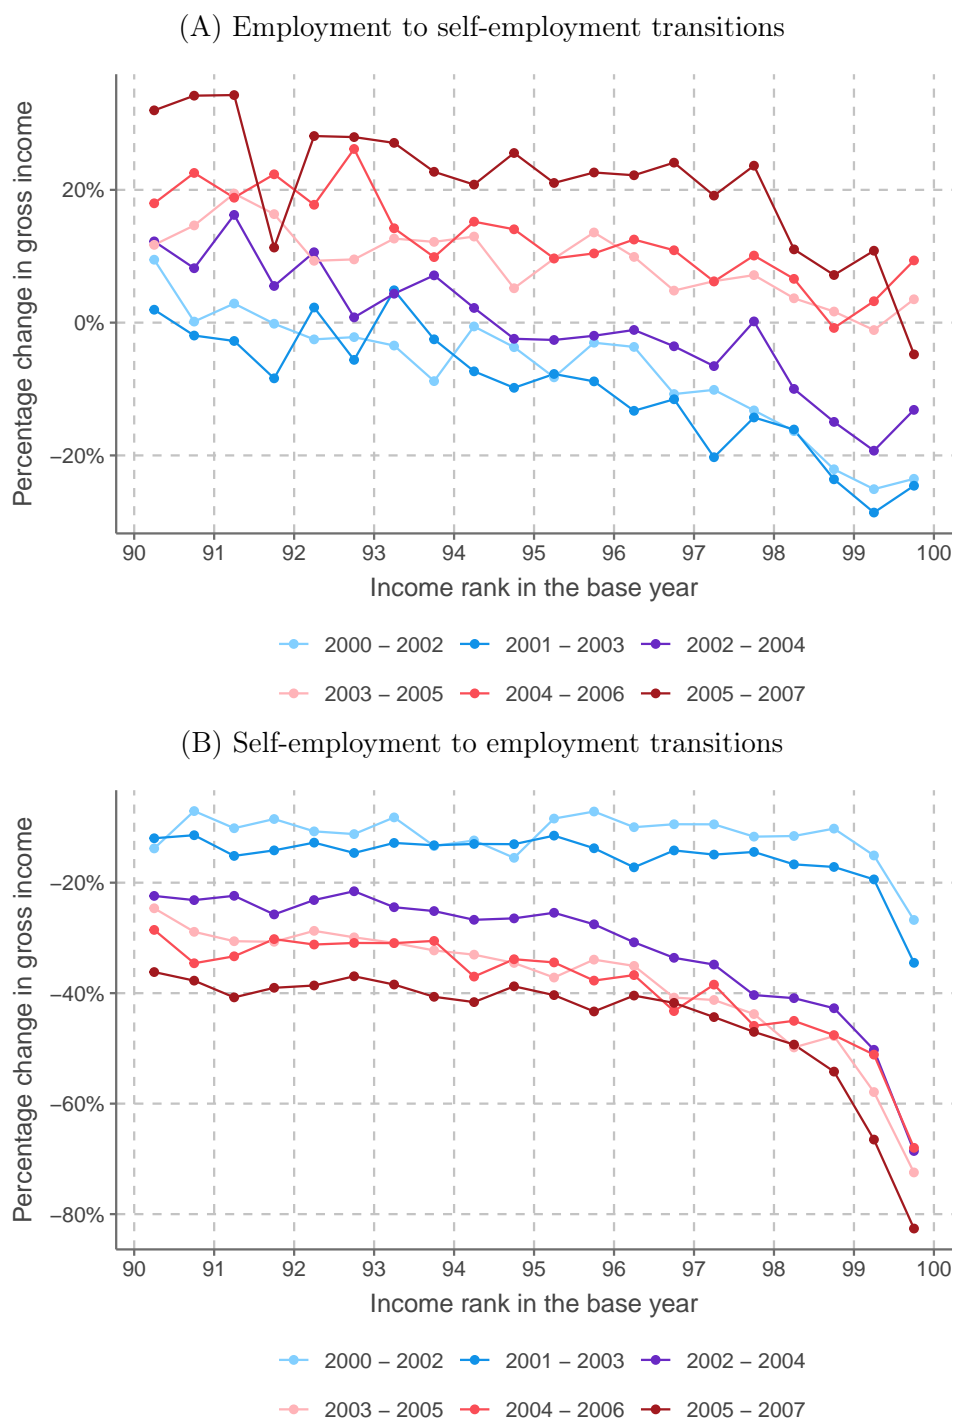 (A) Employment to self-employment transitions
Percentage change in gross income
20%
0%
−20%
90 91 92 93 94 95 96 97 98 99 100
Income rank in the base year
2000 − 2002 2001 − 2003 2002 − 2004
2003 − 2005 2004 − 2006 2005 − 2007
(B) Self-employment to employment transitions
Percentage change in gross income
−20%
−40%
−60%
−80%
90 91 92 93 94 95 96 97 98 99 100
Income rank in the base year
2000 − 2002 2001 − 2003 2002 − 2004
2003 − 2005 2004 − 2006 2005 − 2007